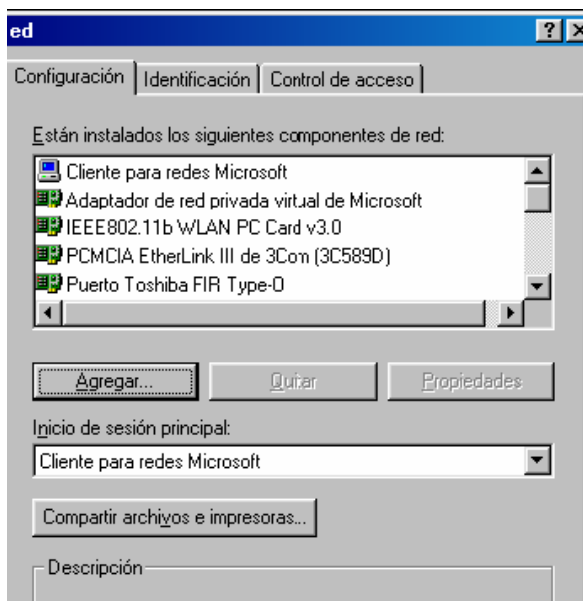 ed
Configuración Identificación Control de acceso
Están instalados los siguientes componentes de red:
Cliente para redes Microsoft
Adaptador de red privada virtual de Microsoft
IEEE802.11b WLAN PC Card v3.0
PCMCIA EtherLink III de 3Com (3C589D)
Puerto Toshiba FIR Type-O
Agregar... Quitar Propiedades
Inicio de sesión principal:
Cliente para redes Microsoft
Compartir archivos e impresoras...
Descripción